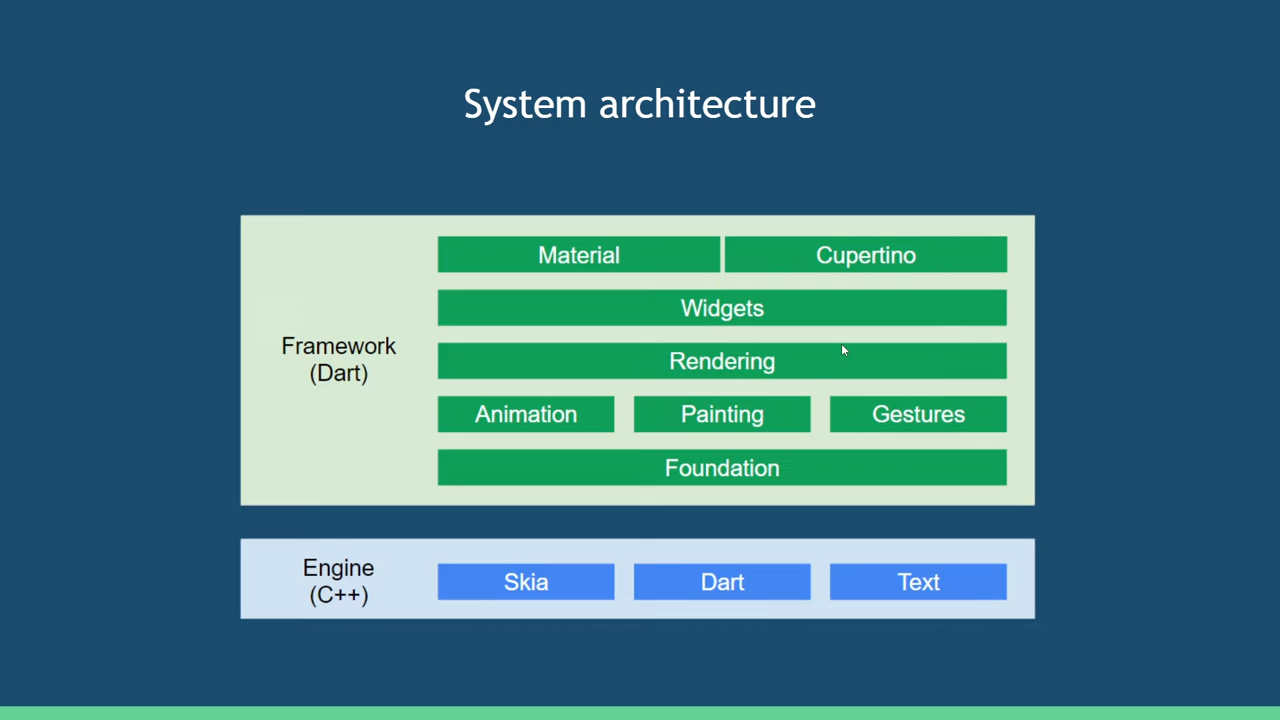 System architecture
Material Cupertino
Widgets
Framework
(Dart)
Rendering
Animation Painting Gestures
Foundation
Engine
(C++)
Skia Dart Text